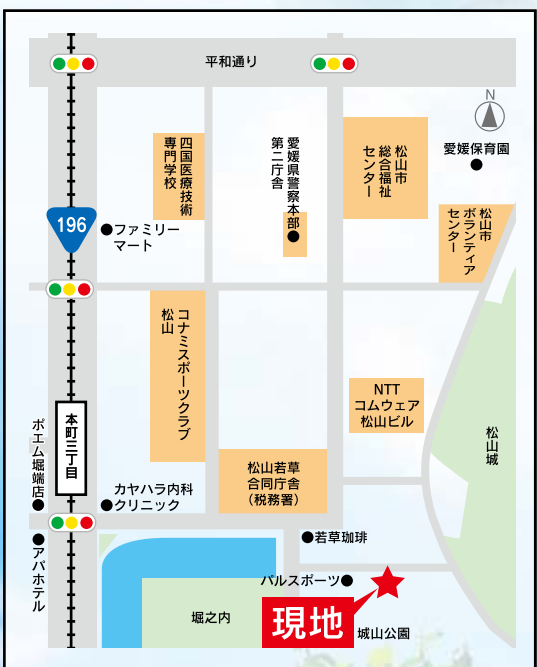 平和通り
N
四国医療技術
専門学校
愛媛県警察本部
第二庁舎
松山市
総合福祉
センター
愛媛保育園
松山市
ボランティア
センター
196
ファミリー
マート
コナミスポーツクラブ
松山
NTT
コムウェア
松山ビル
松山城
本町三丁目
ポエム堀端店
カヤハラ内科
クリニック
松山若草
合同庁舎
（税務署）
アパホテル
若草珈琲
パルスポーツ
堀之内
現地
城山公園